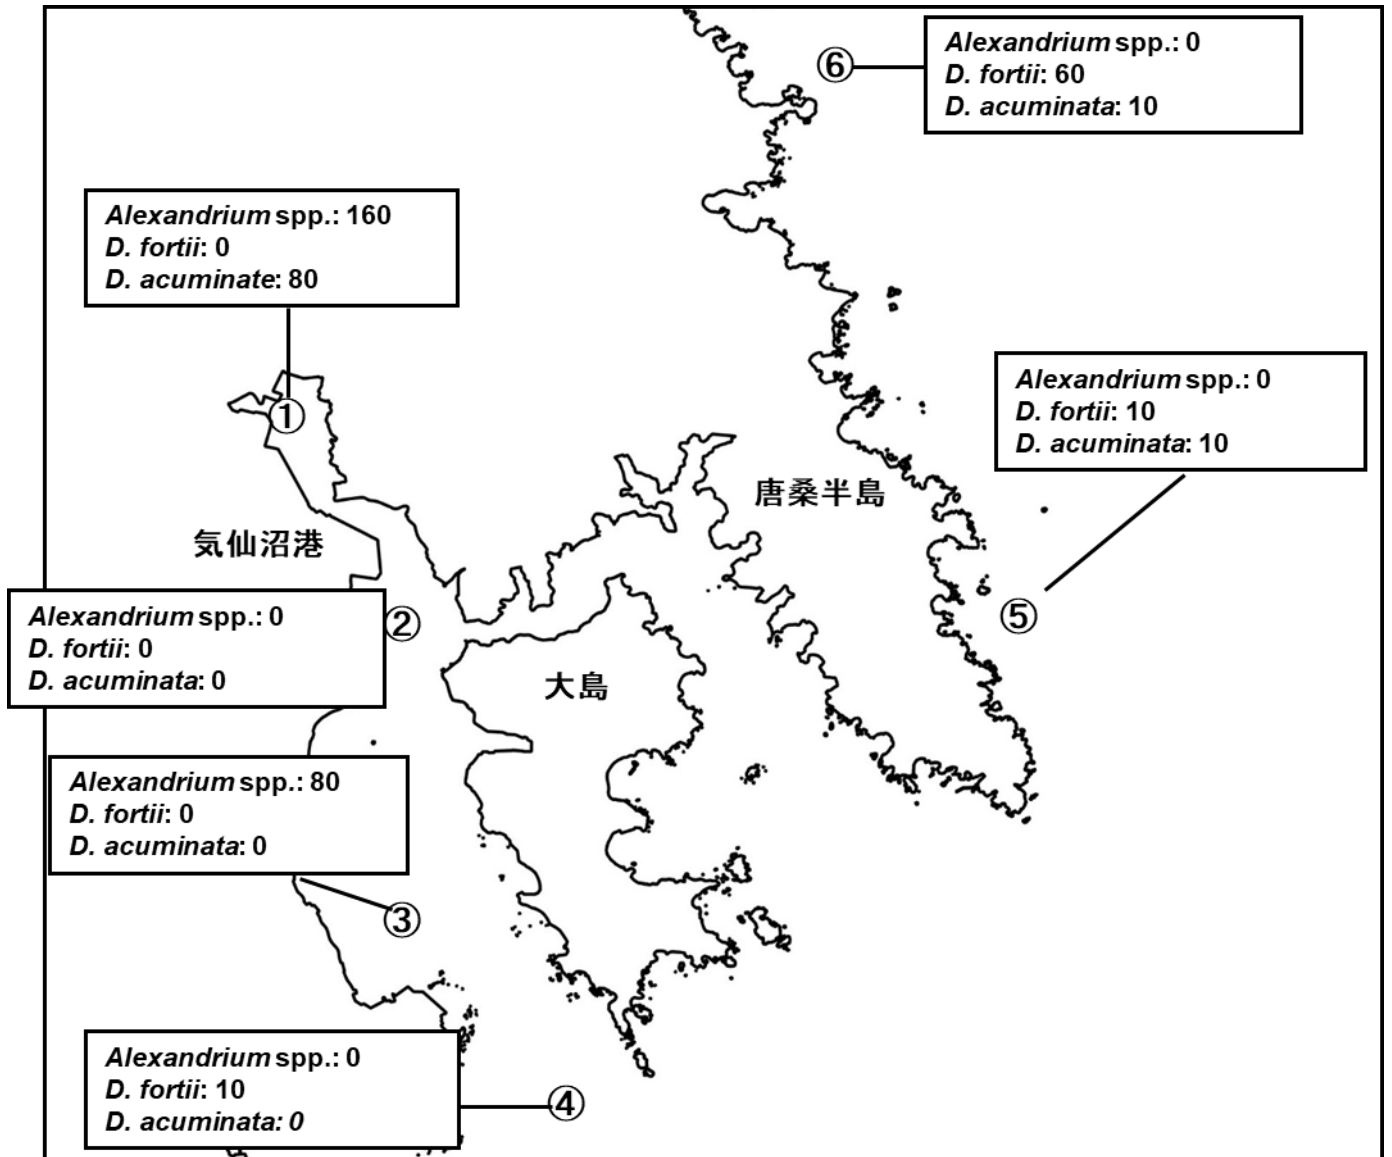 ⑥
Alexandrium spp.: 0
D. fortii: 60
D. acuminata: 10
Alexandrium spp.: 160
D. fortii: 0
D. acuminate: 80
①
Alexandrium spp.: 0
D. fortii: 10
D. acuminata: 10
唐桑半島
気仙沼港
Alexandrium spp.: 0
D. fortii: 0
D. acuminata: 0
②
⑤
大島
Alexandrium spp.: 80
D. fortii: 0
D. acuminata: 0
③
Alexandrium spp.: 0
D. fortii: 10
D. acuminata: 0
④